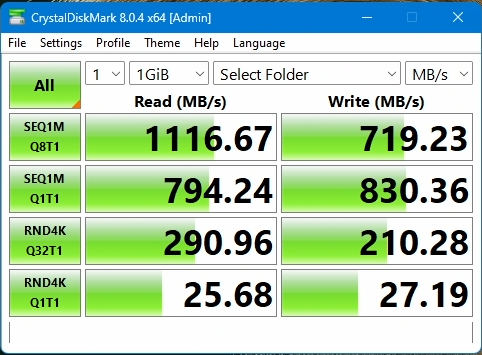 CrystalDiskMark 8.0.4 x64 [Admin]
File Settings Profile Theme Help Language
All 1 1GiB Select Folder MB/s
Read (MB/s) Write (MB/s)
SEQ1M
Q8T1
1116.67 719.23
SEQ1M
Q1T1
794.24 830.36
RND4K
Q32T1
290.96 210.28
RND4K
Q1T1
25.68 27.19